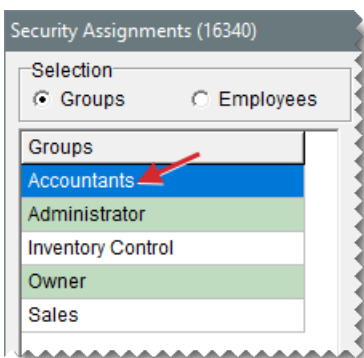 Security Assignments (16340)
Selection
Groups Employees
Groups
Accountants
Administrator
Inventory Control
Owner
Sales